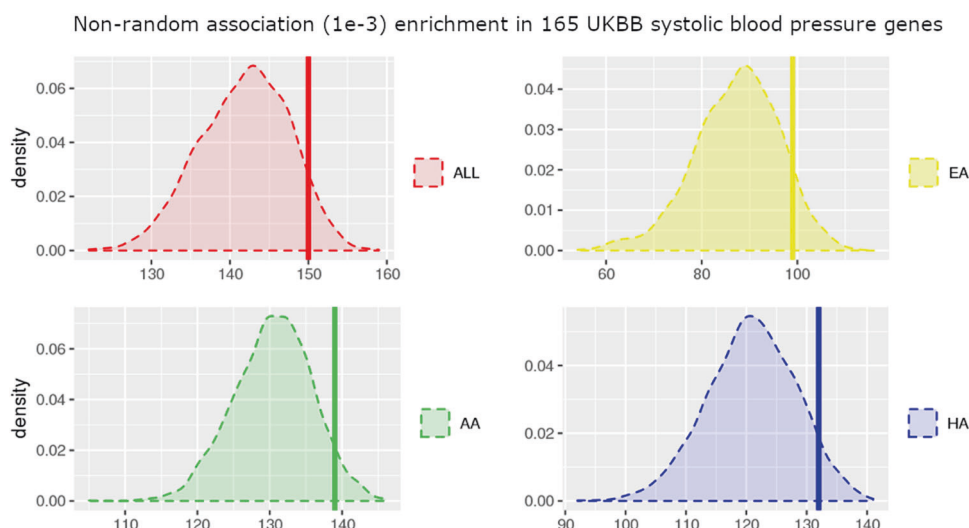 Non-random association (1e-3) enrichment in 165 UKBB systolic blood pressure genes
0.06
0.04
0.02
0.00
density
130 140 150 160
ALL
0.04
0.03
0.02
0.01
0.00
60 80 100
EA
0.06
0.04
0.02
0.00
density
110 120 130 140
AA
0.04
0.02
0.00
90 100 110 120 130 140
HA